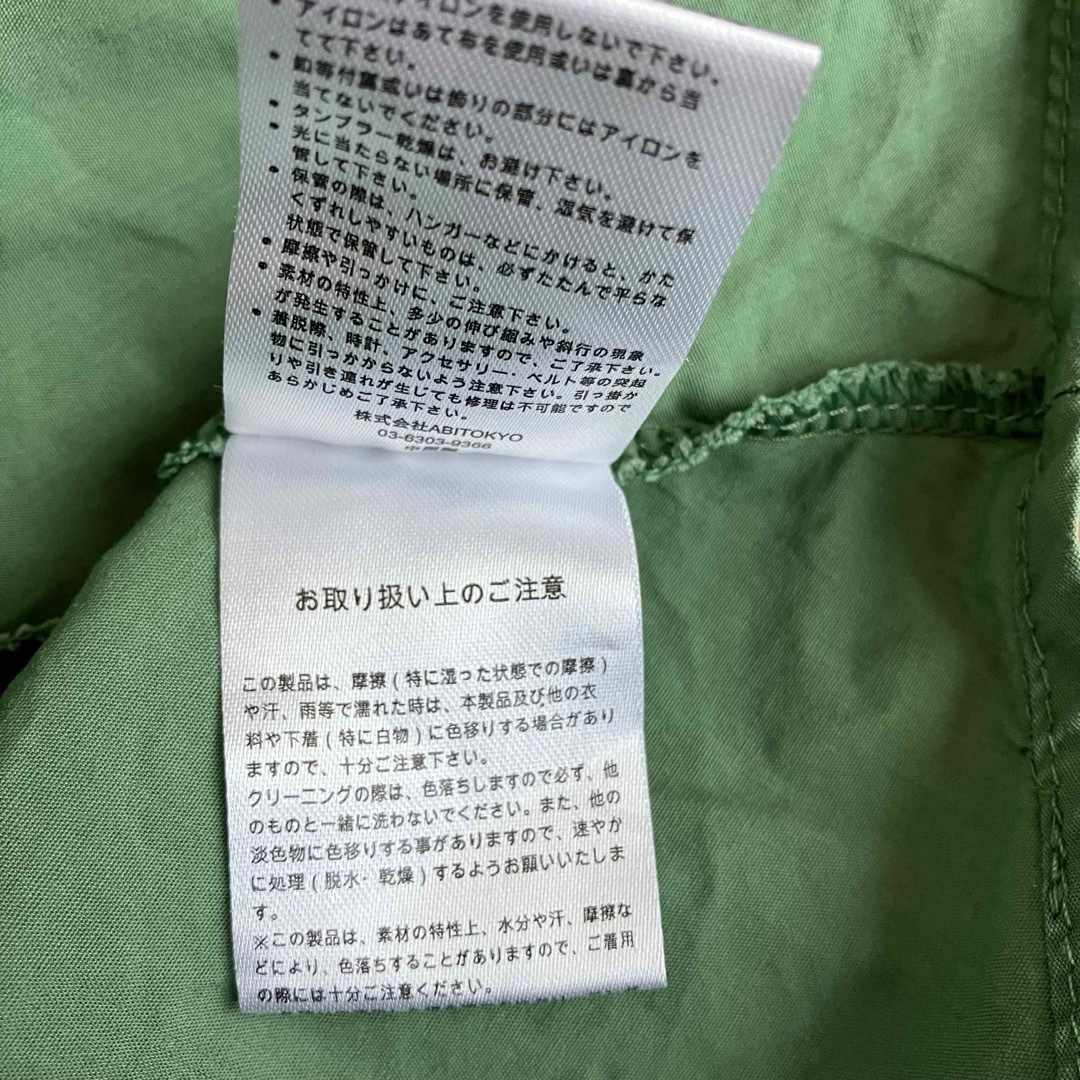 アイロンを使用しないで下さい。
• アイロンはあて布を使用或いは裏から当
てて下さい。
• 釦等付属或いは飾りの部分にはアイロンを
当てないでください。
• タンブラー乾燥は、お避け下さい。
• 光に当たらない場所に保管、湿気を避けて保
管して下さい。
• 保管の際は、ハンガーなどにかけると、かた
くずれしやすいものは、必ずたたんで平らな
状態で保管して下さい。
• 摩擦や引っかけに、ご注意下さい。
• 素材の特性上、多少の伸び縮みや斜行の現象
が発生することがありますので、ご了承下さい。
• 着脱際、時計、アクセサリー・ベルト等の突起
物に引っかからないよう注意下さい。引っ掛か
りや引き連れが生じても修理は不可能ですので
あらかじめご了承下さい。
株式会社ABITOKYO
03-6303-9366
お取り扱い上のご注意
この製品は、摩擦(特に湿った状態での摩擦)
や汗、雨等で濡れた時は、本製品及び他の衣
料や下着(特に白物)に色移りする場合があり
ますので、十分ご注意下さい。
クリーニングの際は、色落ちしますので必ず、他
のものと一緒に洗わないでください。また、他の
淡色物に色移りする事がありますので、速やか
に処理(脱水・乾燥)するようお願いいたしま
す。
※この製品は、素材の特性上、水分や汗、摩擦な
どにより、色落ちすることがありますので、ご着用
の際には十分ご注意ください。